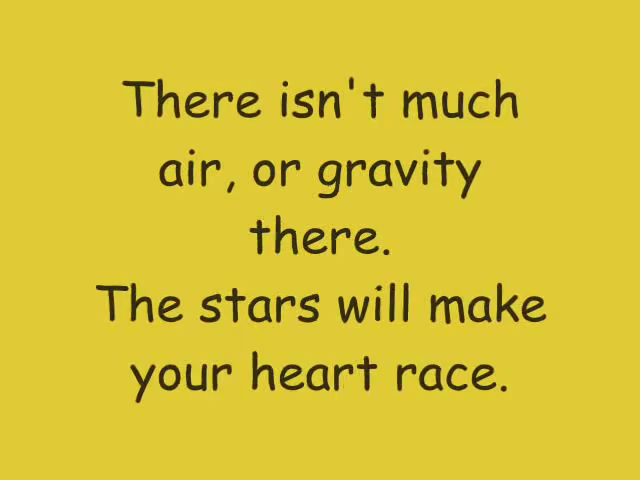 There isn't much
air, or gravity
there.
The stars will make
your heart race.